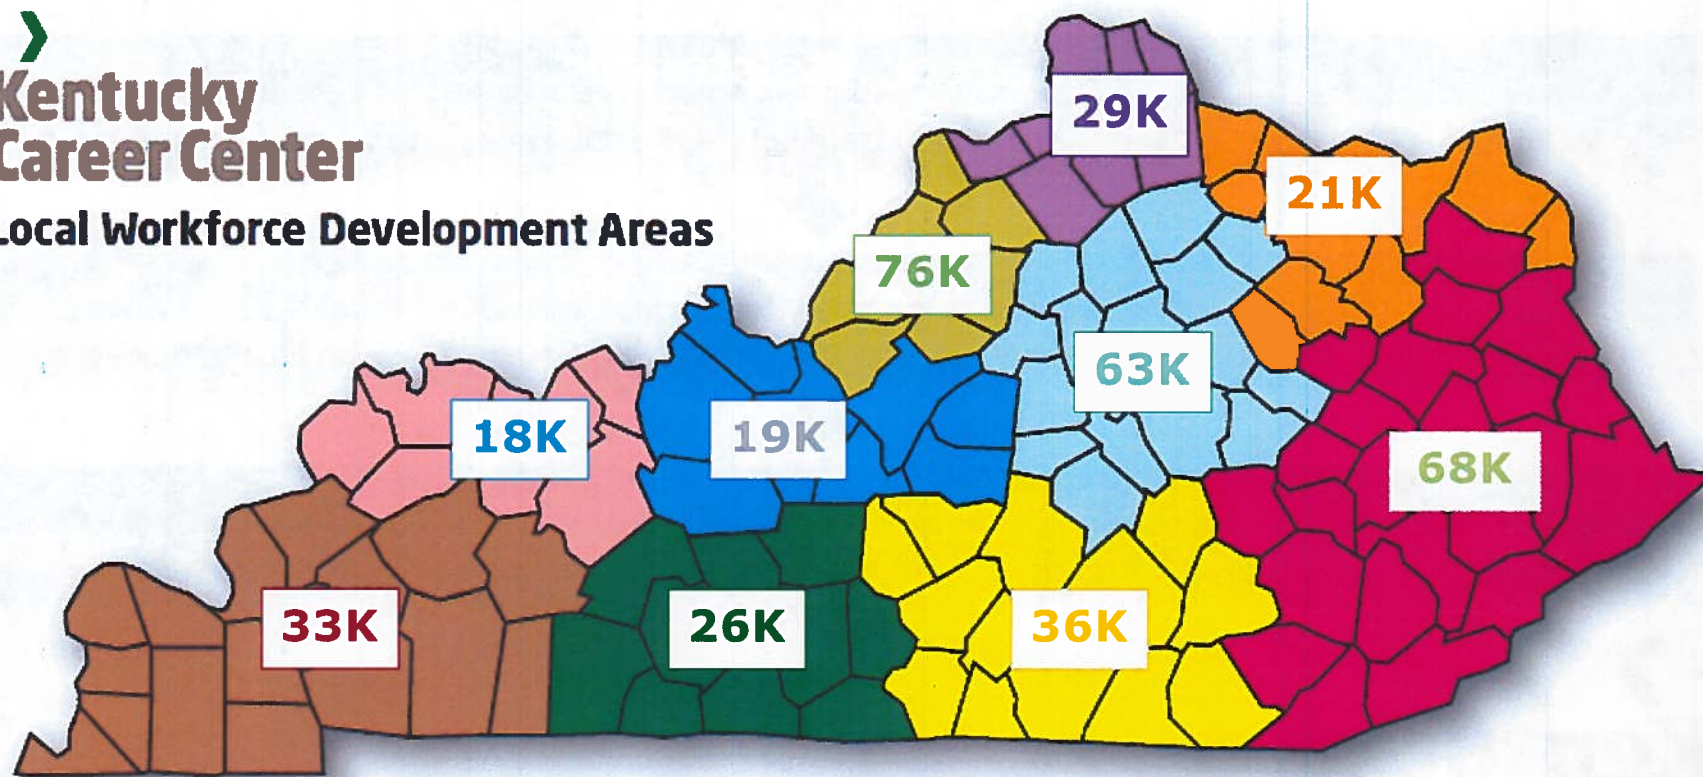 Kentucky
Career Center
Local Workforce Development Areas
29K
21K
76K
63K
18K
19K
68K
33K
26K
36K